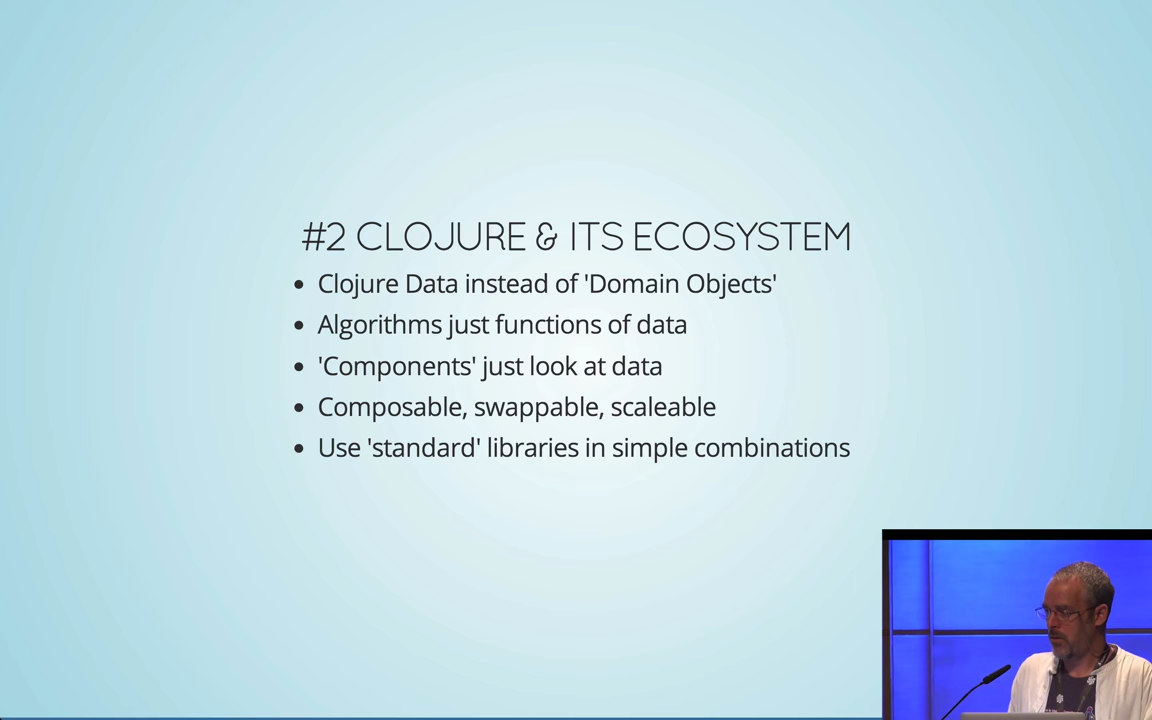 #2 CLOJURE & ITS ECOSYSTEM
Clojure Data instead of 'Domain Objects'
Algorithms just functions of data
'Components' just look at data
Composable, swappable, scaleable
Use 'standard' libraries in simple combinations